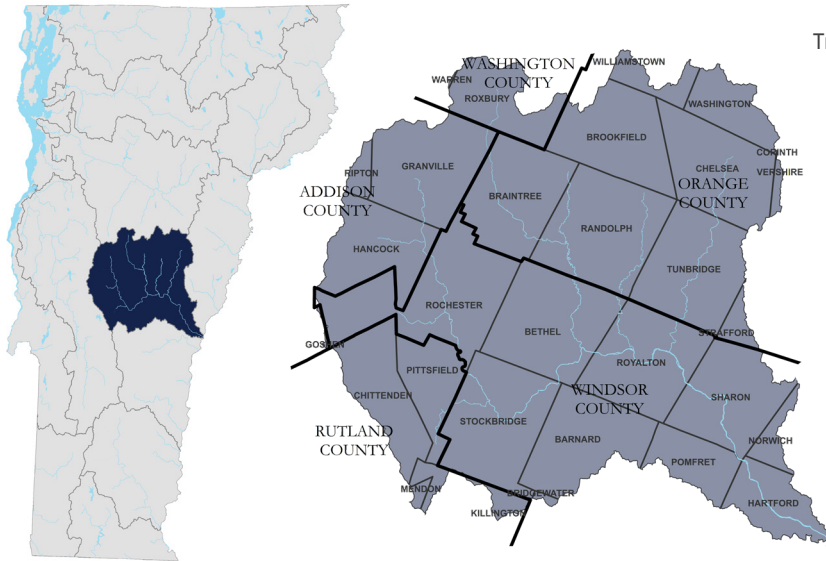 T
WASHINGTON
COUNTY
WILLIAMSTOWN
WARREN
ROXBURY
WASHINGTON
BROOKFIELD
CORINTH
VERSHIRE
CHELSEA
GRANVILLE
RIPTON
ADDISON
COUNTY
ORANGE
COUNTY
BRAINTREE
RANDOLPH
HANCOCK
TUNBRIDGE
ROCHESTER
BETHEL
STRAFFORD
GOSHEN
PITTSFIELD
ROYALTON
CHITTENDEN
WINDSOR
COUNTY
SHARON
STOCKBRIDGE
RUTLAND
COUNTY
BARNARD
NORWICH
POMFRET
MENDON
BRIDGEWATER
HARTFORD
KILLINGTON